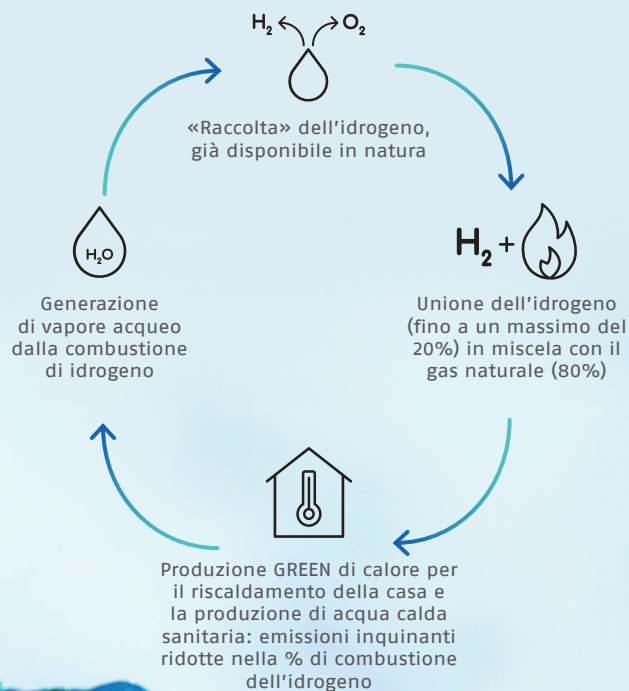 H₂ O₂
«Raccolta» dell'idrogeno,
già disponibile in natura
H₂ +
Unione dell'idrogeno
(fino a un massimo del
20%) in miscela con il
gas naturale (80%)
Produzione GREEN di calore per
il riscaldamento della casa e
la produzione di acqua calda
sanitaria: emissioni inquinanti
ridotte nella % di combustione
dell'idrogeno
H₂O
Generazione
di vapore acqueo
dalla combustione
di idrogeno